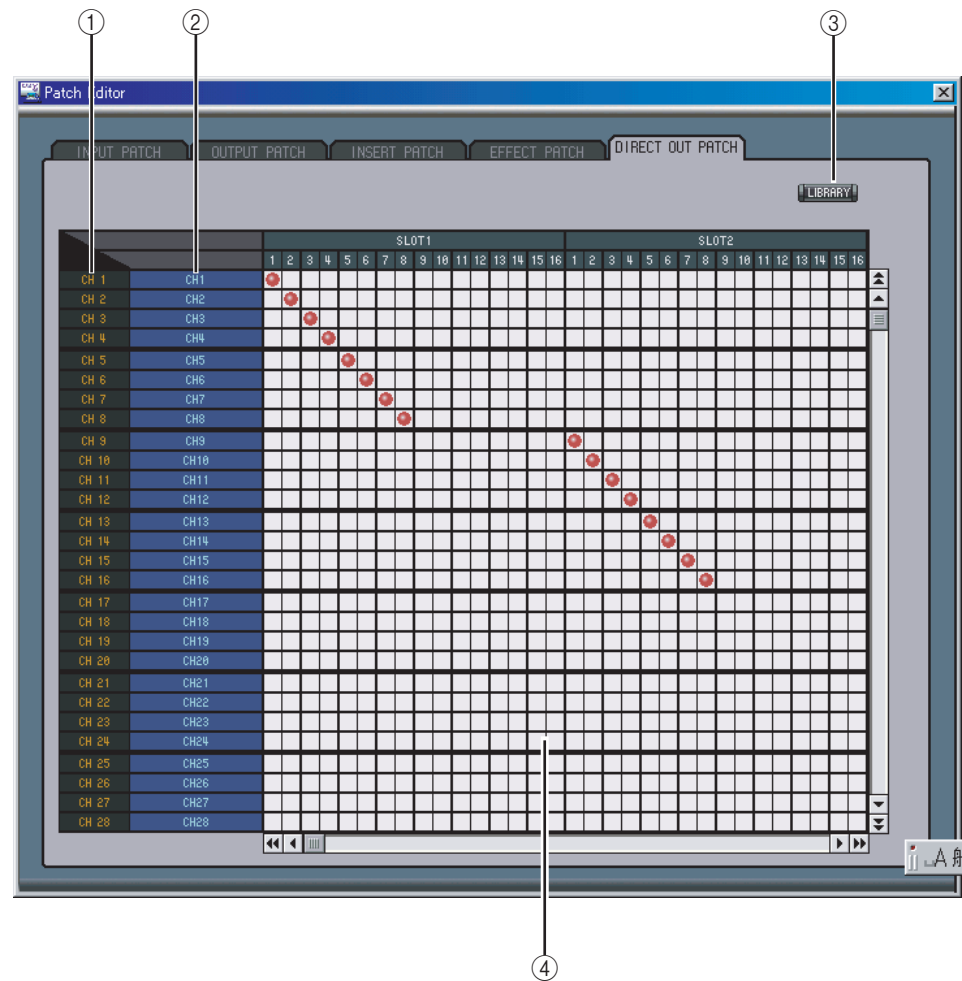 ① ② ③
Patch Editor
INPUT PATCH OUTPUT PATCH INSERT PATCH EFFECT PATCH DIRECT OUT PATCH
LIBRARY
SLOT1 SLOT2
1 2 3 4 5 6 7 8 9 10 11 12 13 14 15 16 1 2 3 4 5 6 7 8 9 10 11 12 13 14 15 16
CH 1 CH1
CH 2 CH2
CH 3 CH3
CH 4 CH4
CH 5 CH5
CH 6 CH6
CH 7 CH7
CH 8 CH8
CH 9 CH9
CH 10 CH10
CH 11 CH11
CH 12 CH12
CH 13 CH13
CH 14 CH14
CH 15 CH15
CH 16 CH16
CH 17 CH17
CH 18 CH18
CH 19 CH19
CH 20 CH20
CH 21 CH21
CH 22 CH22
CH 23 CH23
CH 24 CH24
CH 25 CH25
CH 26 CH26
CH 27 CH27
CH 28 CH28
A 般
④